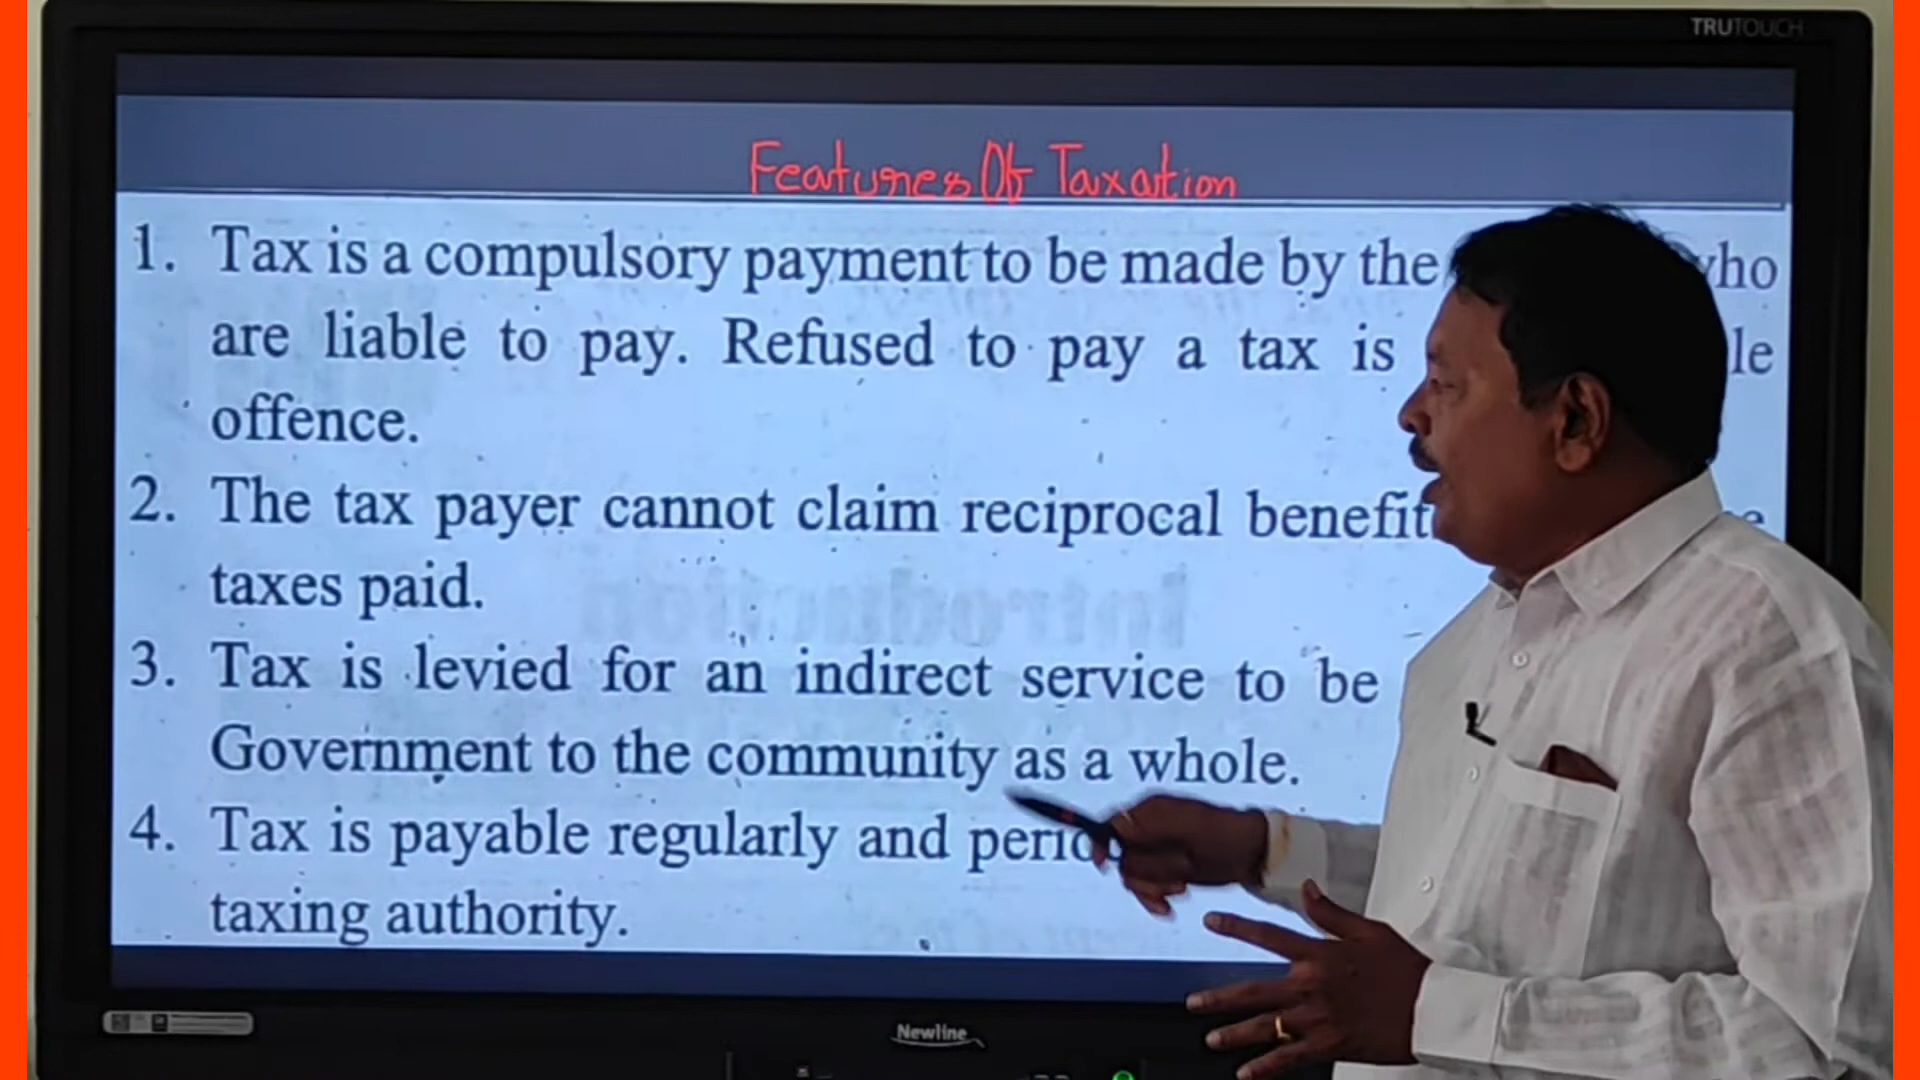 TRUTOUCH
Features Of Taxation
1. Tax is a compulsory payment to be made by the who
are liable to pay. Refused to pay a tax is
offence.
2. The tax payer cannot claim reciprocal benefit
taxes paid.
3. Tax is levied for an indirect service to be
Government to the community as a whole.
4. Tax is payable regularly and
taxing authority.
Newline